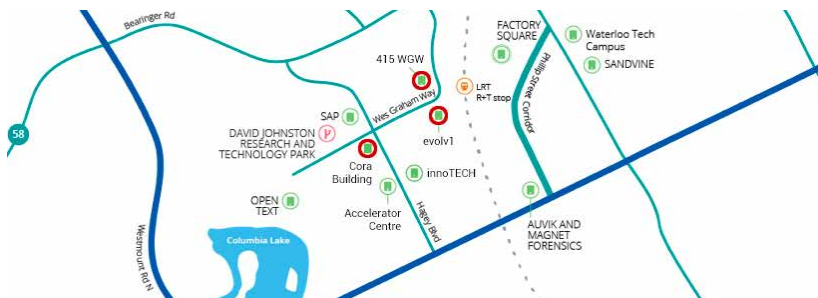 Bearinger Rd
FACTORY
SQUARE
Waterloo Tech
Campus
SANDVINE
415 WGW
LRT
R+T stop
Phillip Street Corridor
Wes Graham Way
58
SAP
DAVID JOHNSTON
RESEARCH AND
TECHNOLOGY PARK
evolv1
Cora
Building
innoTECH
OPEN
TEXT
Accelerator
Centre
Hagey Blvd
AUVIK AND
MAGNET
FORENSICS
Columbia Lake
Westmount Rd N